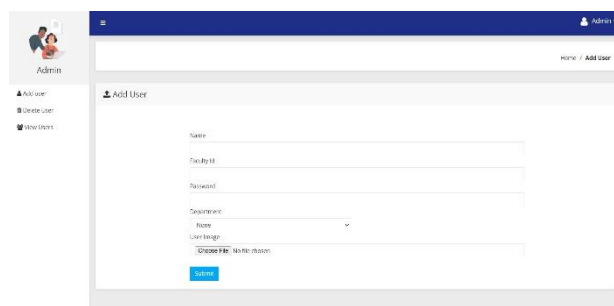 Admin
Home / Add User
Admin
Add user
Delete User
View Users
Add User
Name
Faculty Id
Password
Department
None
User Image
Choose File No file chosen
Submit